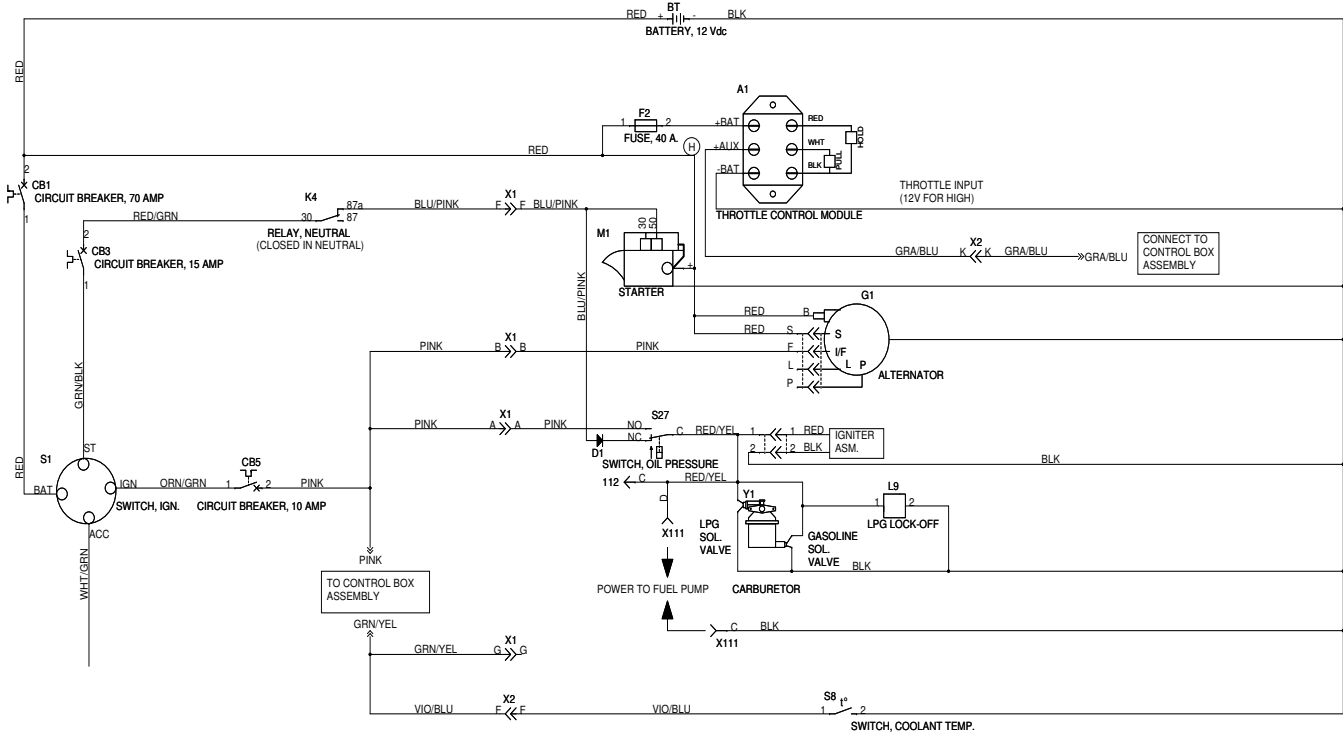 BT
RED + - BLK
BATTERY, 12 Vdc
RED
A1
F2
1 2
FUSE, 40 A.
+BAT
RED
HOLD
H
+AUX
WHT
PULL
-BAT
BLK
RED
THROTTLE CONTROL MODULE
THROTTLE INPUT
(12V FOR HIGH)
2
CB1
CIRCUIT BREAKER, 70 AMP
1
K4
87a
30 87
RED/GRN
RELAY, NEUTRAL
(CLOSED IN NEUTRAL)
X1
BLU/PINK F F BLU/PINK
30
50
M1
+
STARTER
2
CB3
CIRCUIT BREAKER, 15 AMP
1
X2
GRA/BLU K K GRA/BLU GRA/BLU
CONNECT TO
CONTROL BOX
ASSEMBLY
BLU/PINK
G1
RED B
RED S S
X1
PINK B B PINK F I/F
L L P
P
ALTERNATOR
GRN/BLK
X1
PINK A A PINK
S27
NO
NC C RED/YEL
D1
SWITCH, OIL PRESSURE
1 1 RED
2 2 BLK
IGNITER
ASM.
BLK
RED
S1
ST
BAT
IGN
ACC
SWITCH, IGN.
ORN/GRN
CB5
1 2
PINK
CIRCUIT BREAKER, 10 AMP
WHT/GRN
112 C RED/YEL
D
X111
Y1
LPG
SOL.
VALVE
GASOLINE
SOL.
VALVE
L9
1 2
LPG LOCK-OFF
BLK
PINK
TO CONTROL BOX
ASSEMBLY
GRN/YEL
POWER TO FUEL PUMP
CARBURETOR
C BLK
X111
X1
GRN/YEL G G
X2
VIO/BLU F F VIO/BLU
S8
t°
1 2
SWITCH, COOLANT TEMP.